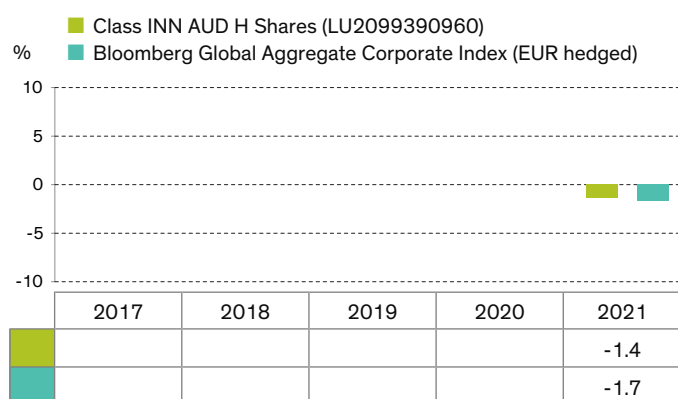 Class INN AUD H Shares (LU2099390960)
% Bloomberg Global Aggregate Corporate Index (EUR hedged)
10
5
0
-5
-10
2017 2018 2019 2020 2021
-1.4
-1.7